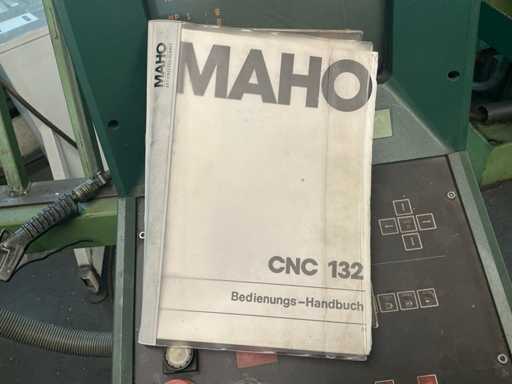 MAHO
MAHO
CNC 132
Bedienungs-Handbuch